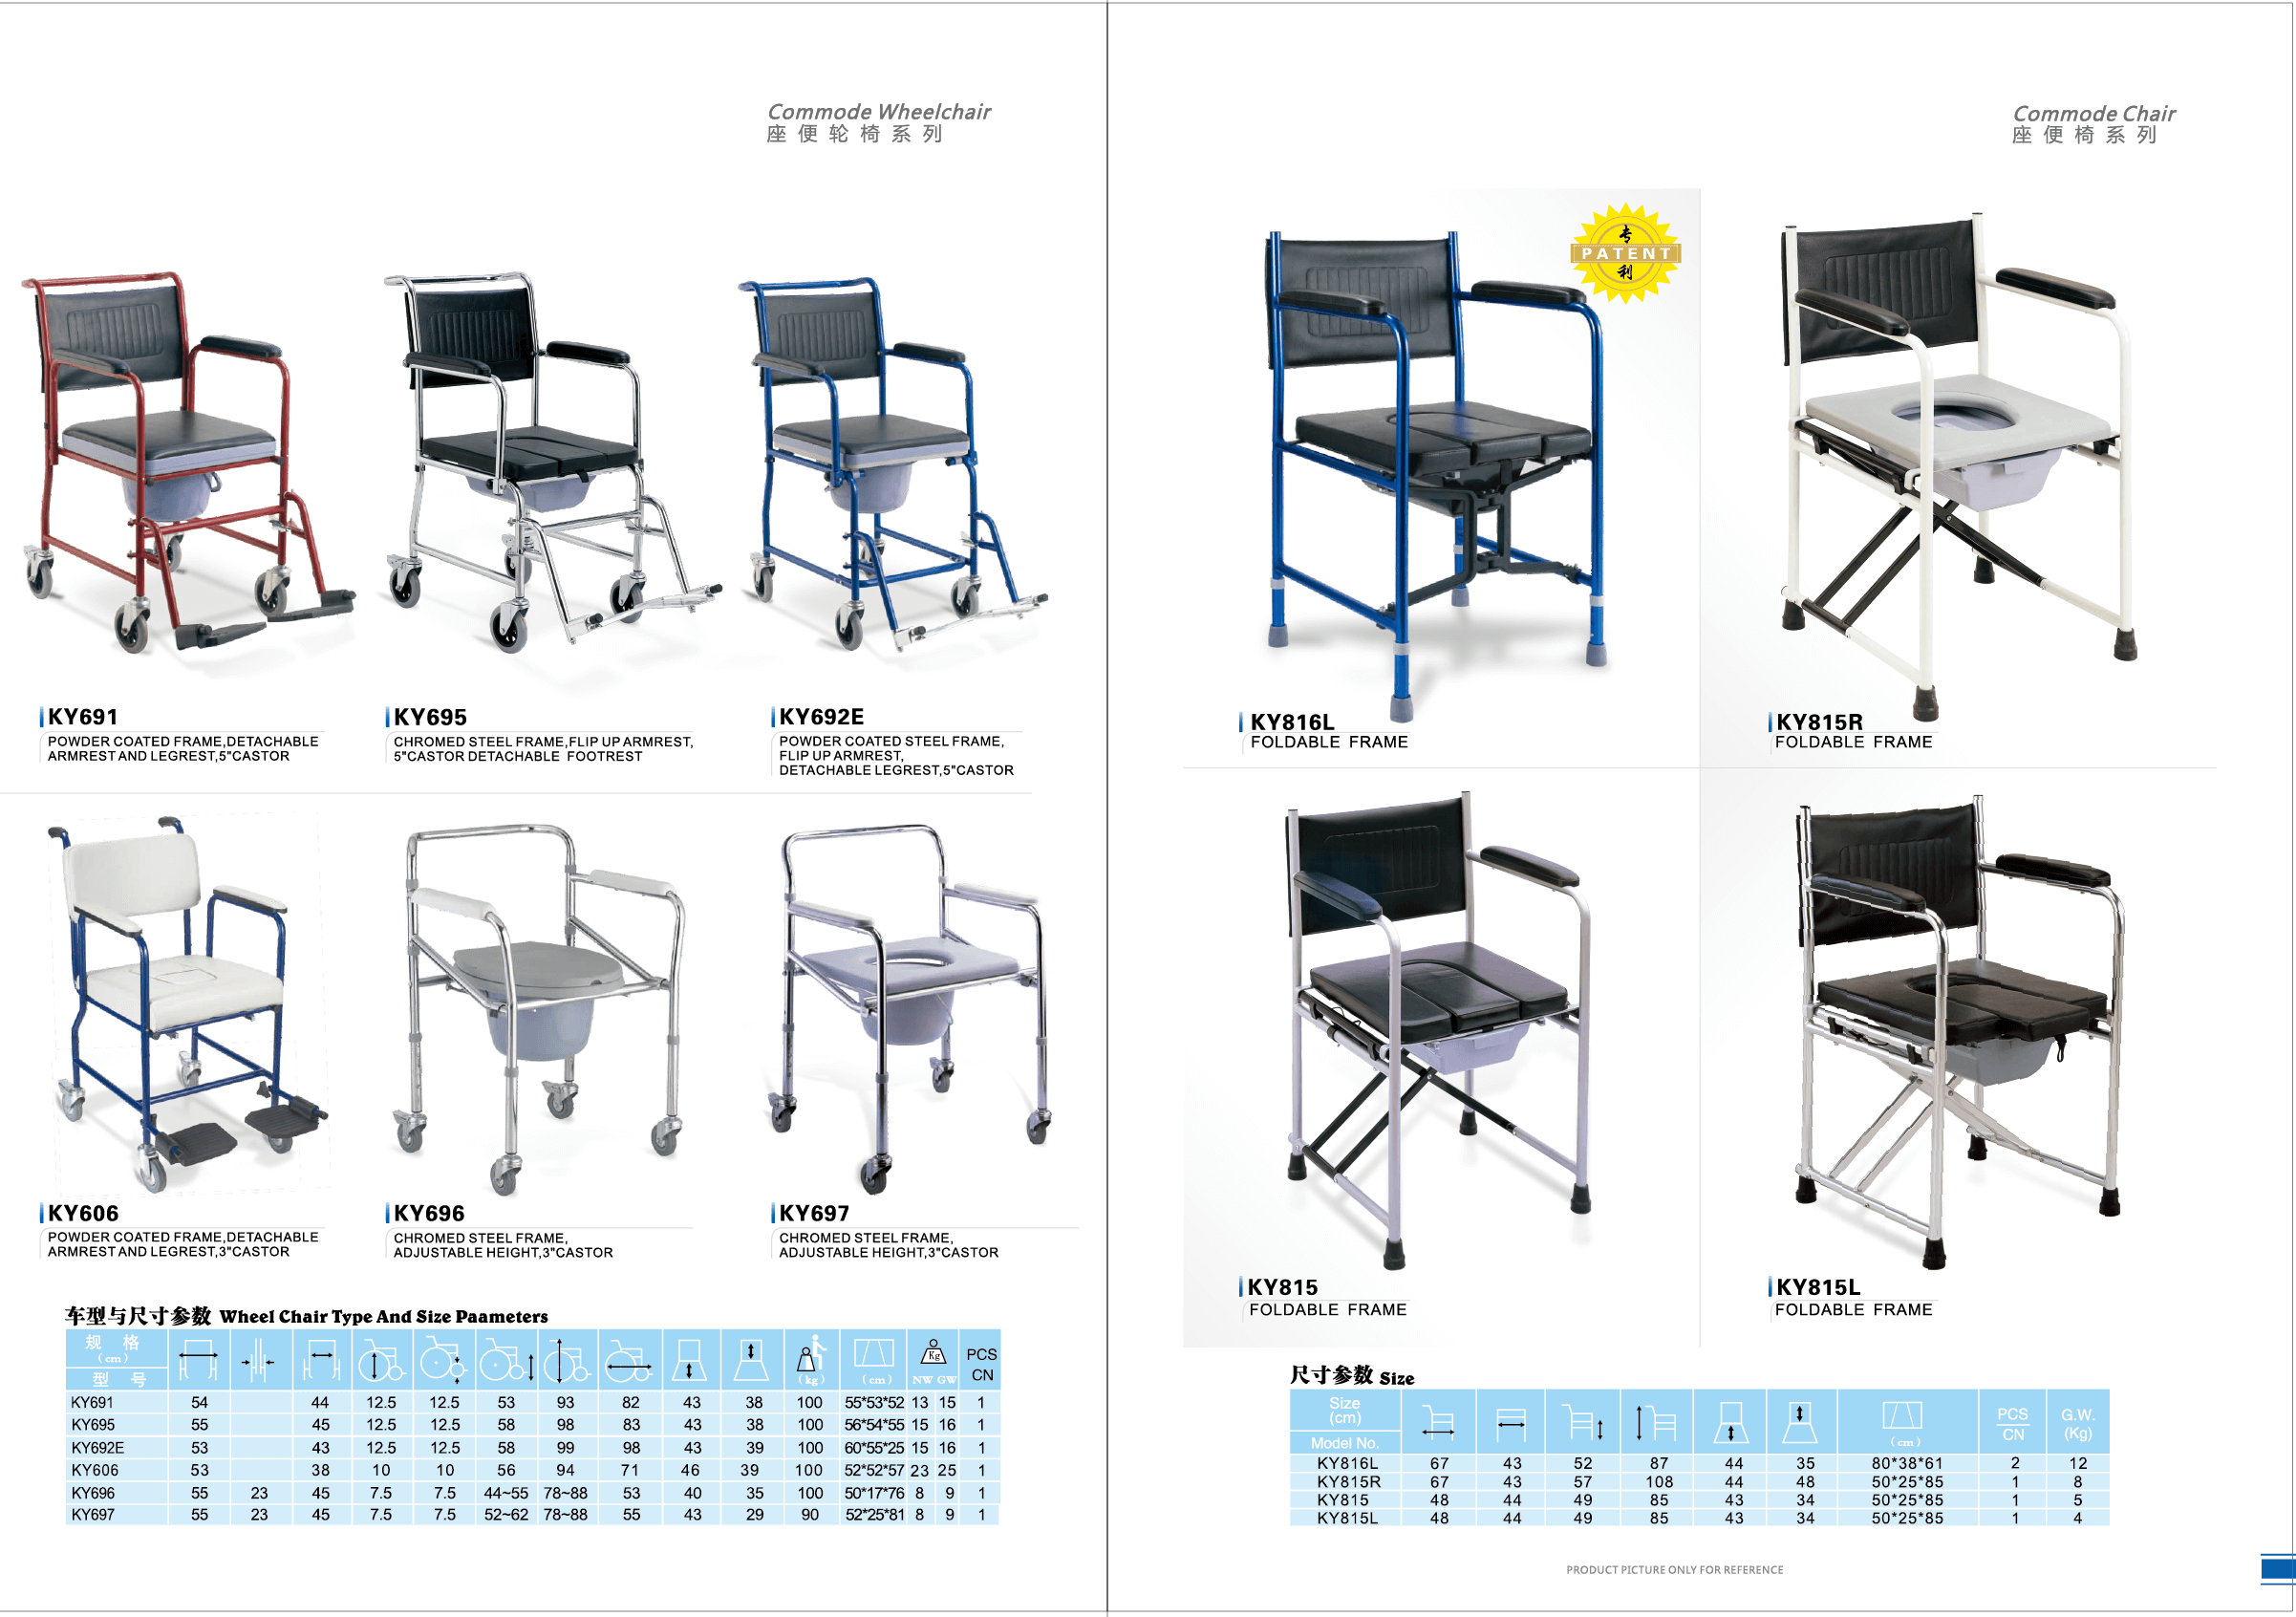 Commode Wheelchair
座便轮椅系列
KY691
POWDER COATED FRAME,DETACHABLE
ARMREST AND LEGREST,5"CASTOR
KY695
CHROMED STEEL FRAME,FLIP UP ARMREST,
5"CASTOR DETACHABLE FOOTREST
KY692E
POWDER COATED STEEL FRAME,
FLIP UP ARMREST,
DETACHABLE LEGREST,5"CASTOR
KY606
POWDER COATED FRAME,DETACHABLE
ARMREST AND LEGREST,3"CASTOR
KY696
CHROMED STEEL FRAME,
ADJUSTABLE HEIGHT,3"CASTOR
KY697
CHROMED STEEL FRAME,
ADJUSTABLE HEIGHT,3"CASTOR
车型与尺寸参数 Wheel Chair Type And Size Paameters
规 格
(cm)
型 号
(kg)
(cm)
Kg
NW GW
PCS
CN
KY691 54 44 12.5 12.5 53 93 82 43 38 100 55*53*52 13 15 1
KY695 55 45 12.5 12.5 58 98 83 43 38 100 56*54*55 15 16 1
KY692E 53 43 12.5 12.5 58 99 98 43 39 100 60*55*25 15 16 1
KY606 53 38 10 10 56 94 71 46 39 100 52*52*57 23 25 1
KY696 55 23 45 7.5 7.5 44~55 78~88 53 40 35 100 50*17*76 8 9 1
KY697 55 23 45 7.5 7.5 52~62 78~88 55 43 29 90 52*25*81 8 9 1
Commode Chair
座便椅系列
专
PATENT
利
KY816L
FOLDABLE FRAME
KY815R
FOLDABLE FRAME
KY815
FOLDABLE FRAME
KY815L
FOLDABLE FRAME
尺寸参数 Size
Size
(cm)
Model No.
(cm)
PCS
CN
G.W.
(Kg)
KY816L 67 43 52 87 44 35 80*38*61 2 12
KY815R 67 43 57 108 44 48 50*25*85 1 8
KY815 48 44 49 85 43 34 50*25*85 1 5
KY815L 48 44 49 85 43 34 50*25*85 1 4
PRODUCT PICTURE ONLY FOR REFERENCE